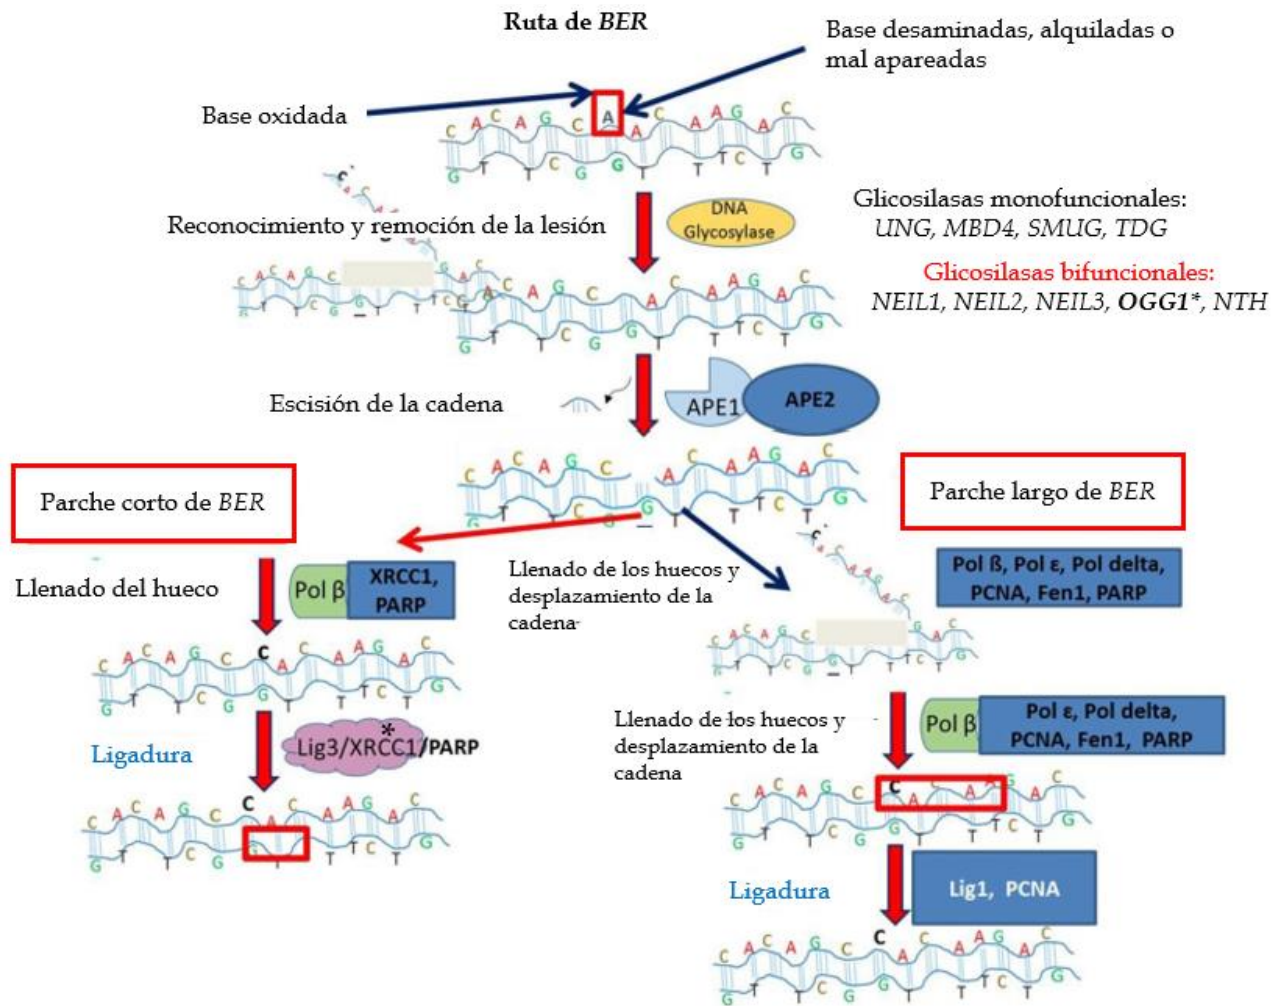 Ruta de BER
Base desaminadas, alquiladas o
mal apareadas
Base oxidada
C A C A G C A A C A A G A C
G T T C G G T T T C T G
Reconocimiento y remoción de la lesión
DNA
Glycosylase
Glicosilasas monofuncionales:
UNG, MBD4, SMUG, TDG
Glicosilasas bifuncionales:
NEIL1, NEIL2, NEIL3, OGG1*, NTH
A C A G C A C A A G A C
G T T C G G T T T C T G
Escisión de la cadena
APE1
APE2
C A C A G C A C A A G A C
G T T C G T T T C T G
Parche corto de BER
Parche largo de BER
Llenado del hueco
Pol β
XRCC1,
PARP
Llenado de los huecos y
desplazamiento de la
cadena
Pol ß, Pol ε, Pol delta,
PCNA, Fen1, PARP
C A C A G C C A C A A G A C
G T T C G G T T T C T G
C A C A G C G A C
G T T C G G T T T C T G
Ligadura
Lig3/XRCC1*/PARP
Llenado de los huecos y
desplazamiento de la
cadena
Pol β
Pol ε, Pol delta,
PCNA, Fen1, PARP
C A C A G C C A C A A G A C
G T T C G G T T T C T G
C A C A G C C A C A A G A C
G T T C G G T T T C T G
Ligadura
Lig1, PCNA
C A C A G C C A C A A G A C
G T T C G G T T T C T G